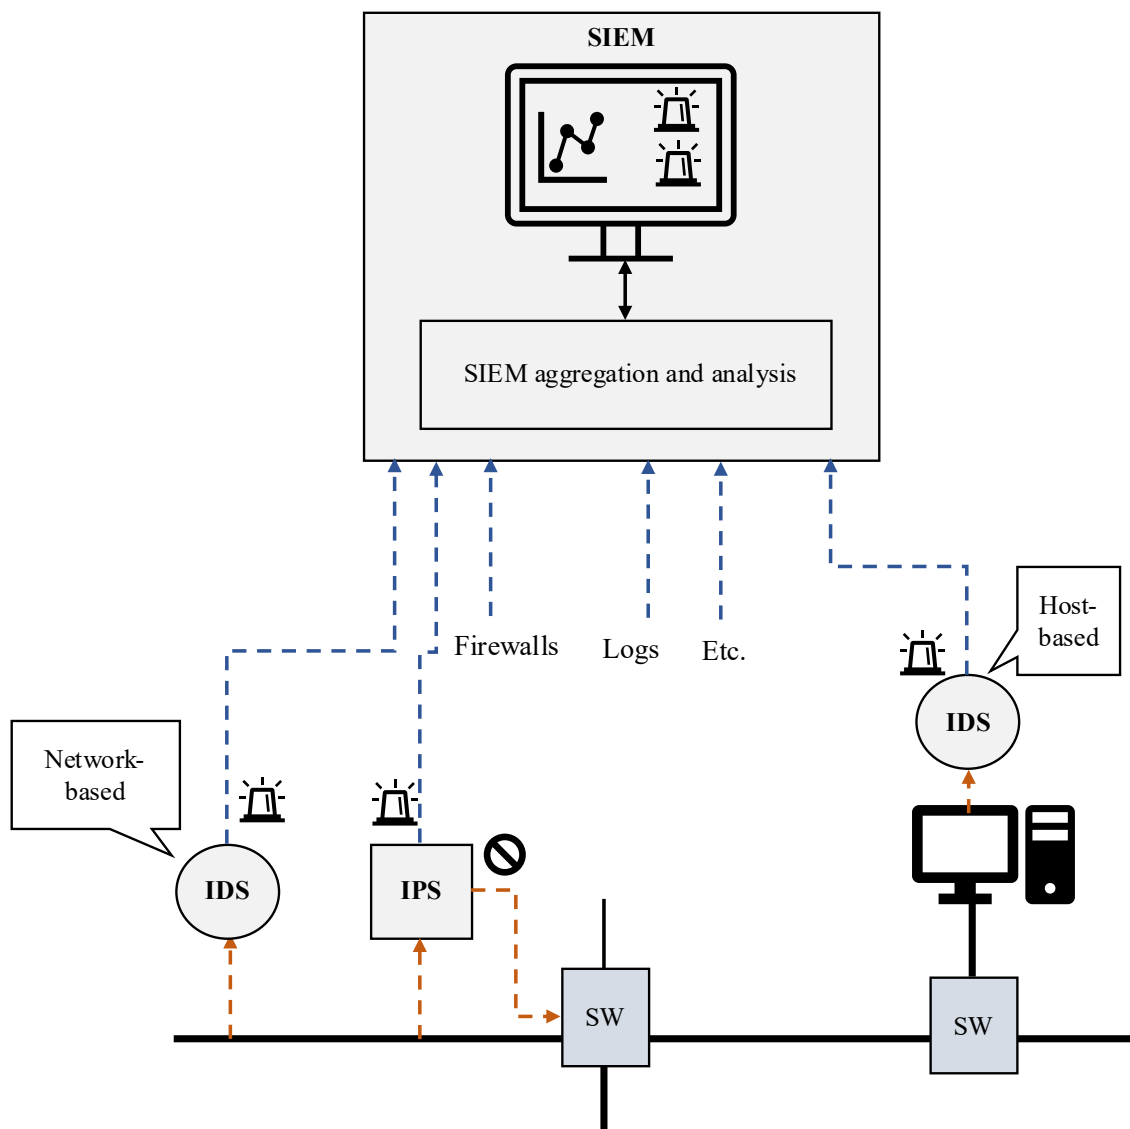 SIEM
SIEM aggregation and analysis
Firewalls
Logs
Etc.
Host-
based
IDS
Network-
based
IDS
IPS
SW
SW